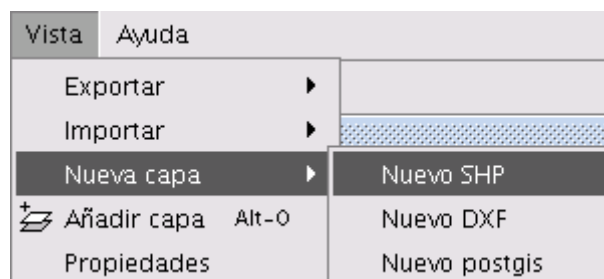 Vista Ayuda
Exportar
Importar
Nueva capa
Añadir capa Alt-O
Propiedades
Nuevo SHP
Nuevo DXF
Nuevo postgis